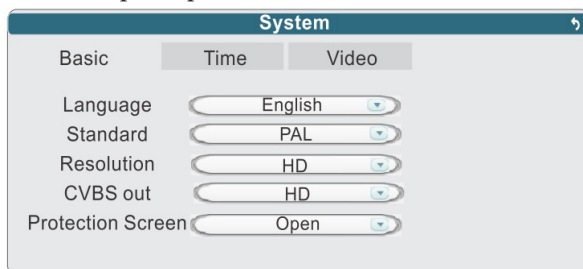 System
Basic Time Video
Language English
Standard PAL
Resolution HD
CVBS out HD
Protection Screen Open